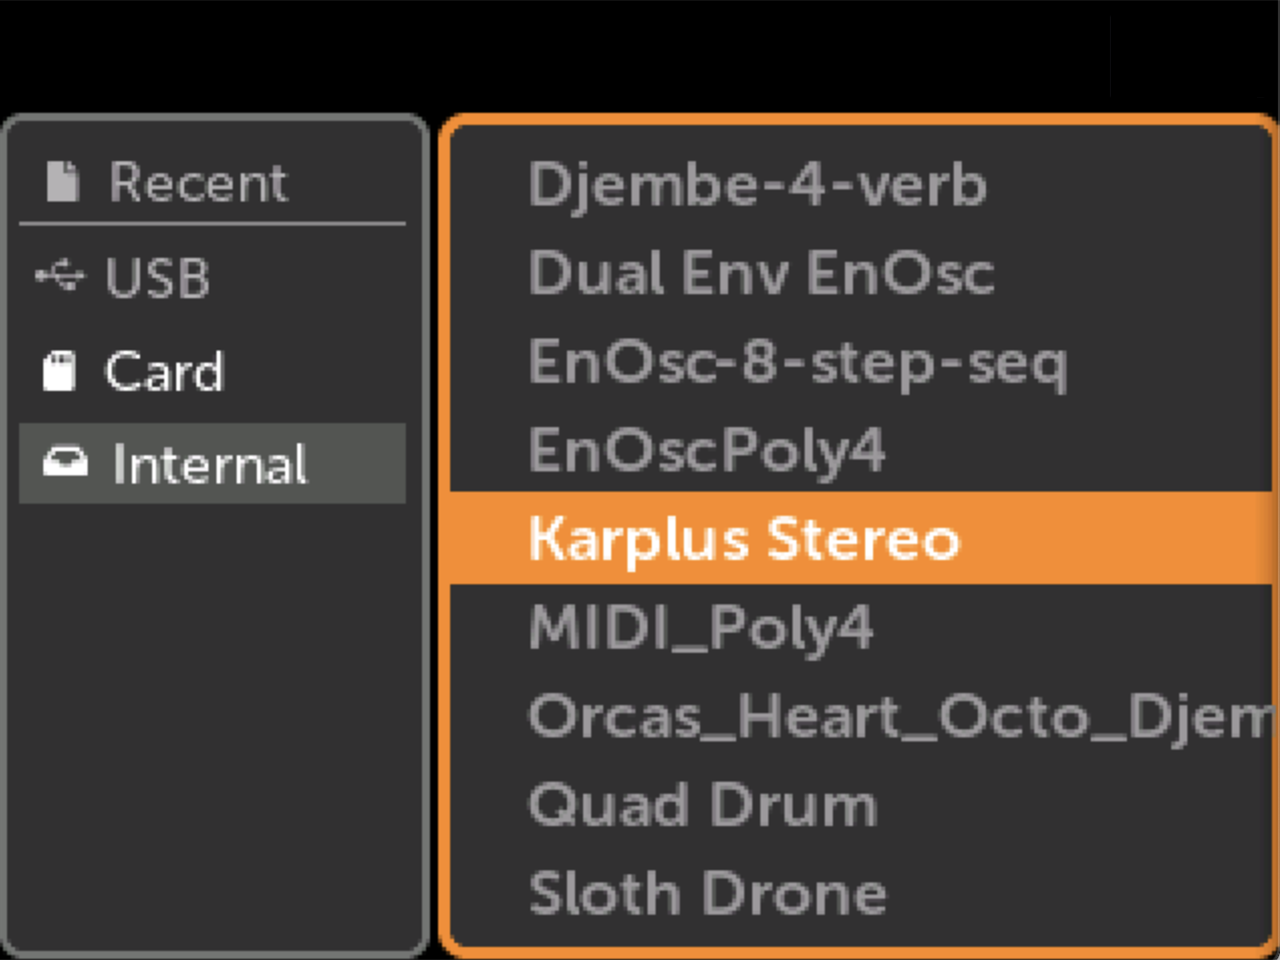 Recent
USB
Card
Internal
Djembe-4-verb
Dual Env EnOsc
EnOsc-8-step-seq
EnOscPoly4
Karplus Stereo
MIDI_Poly4
Orcas_Heart_Octo_Djem
Quad Drum
Sloth Drone